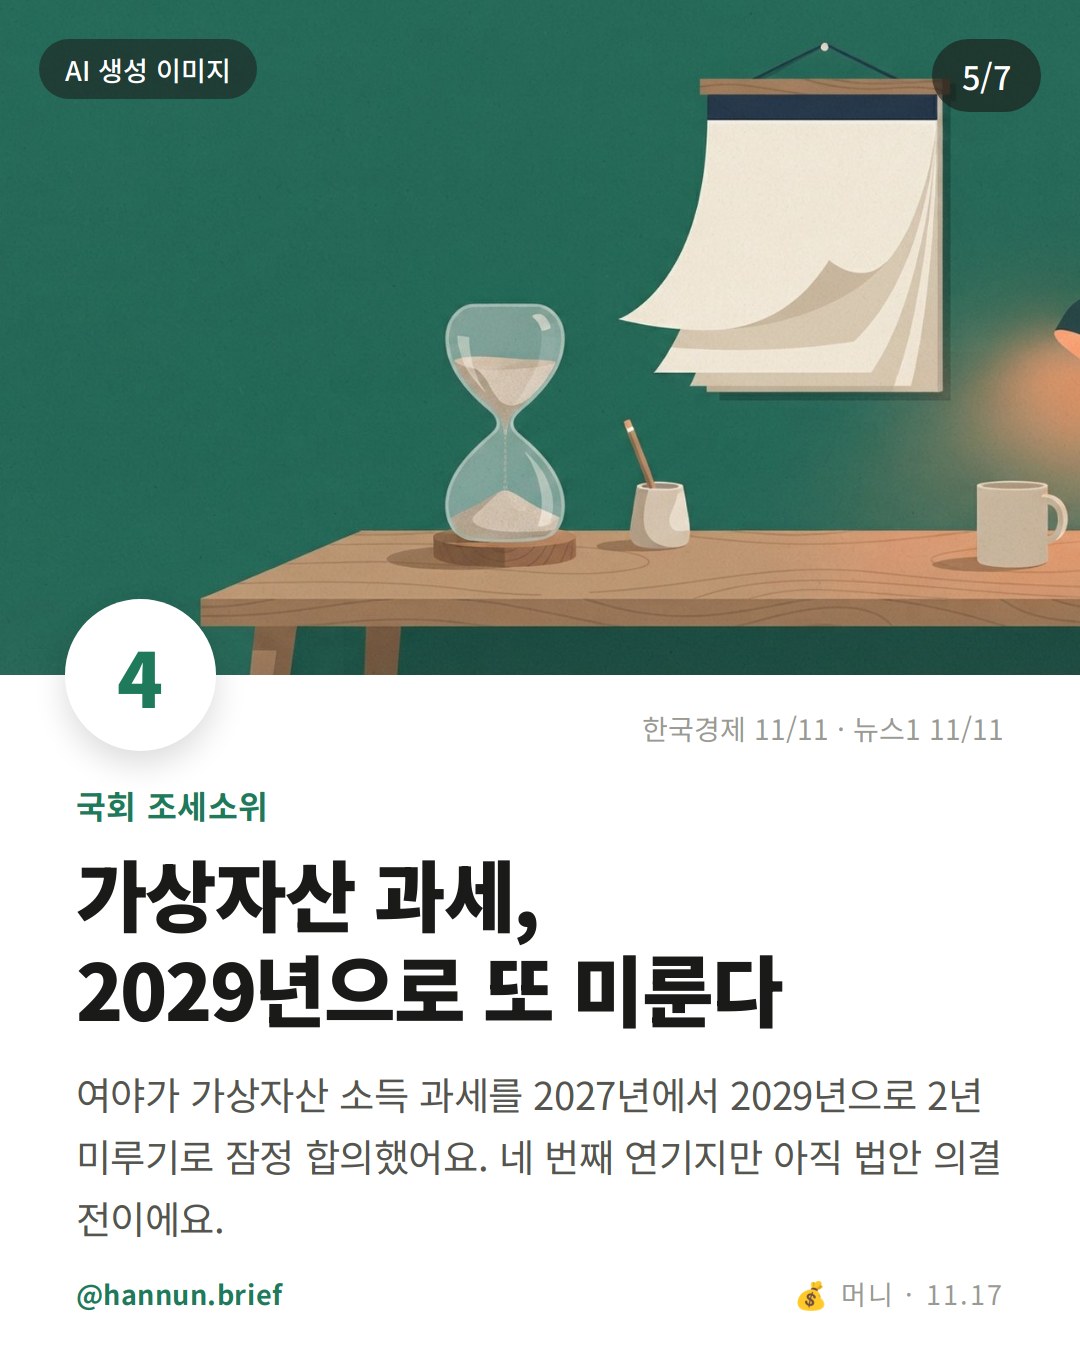 AI 생성 이미지
5/7
4
한국경제 11/11 · 뉴스1 11/11
국회 조세소위
가상자산 과세,
2029년으로 또 미룬다
여야가 가상자산 소득 과세를 2027년에서 2029년으로 2년
미루기로 잠정 합의했어요. 네 번째 연기지만 아직 법안 의결
전이에요.
@hannun.brief
💰 머니 · 11.17